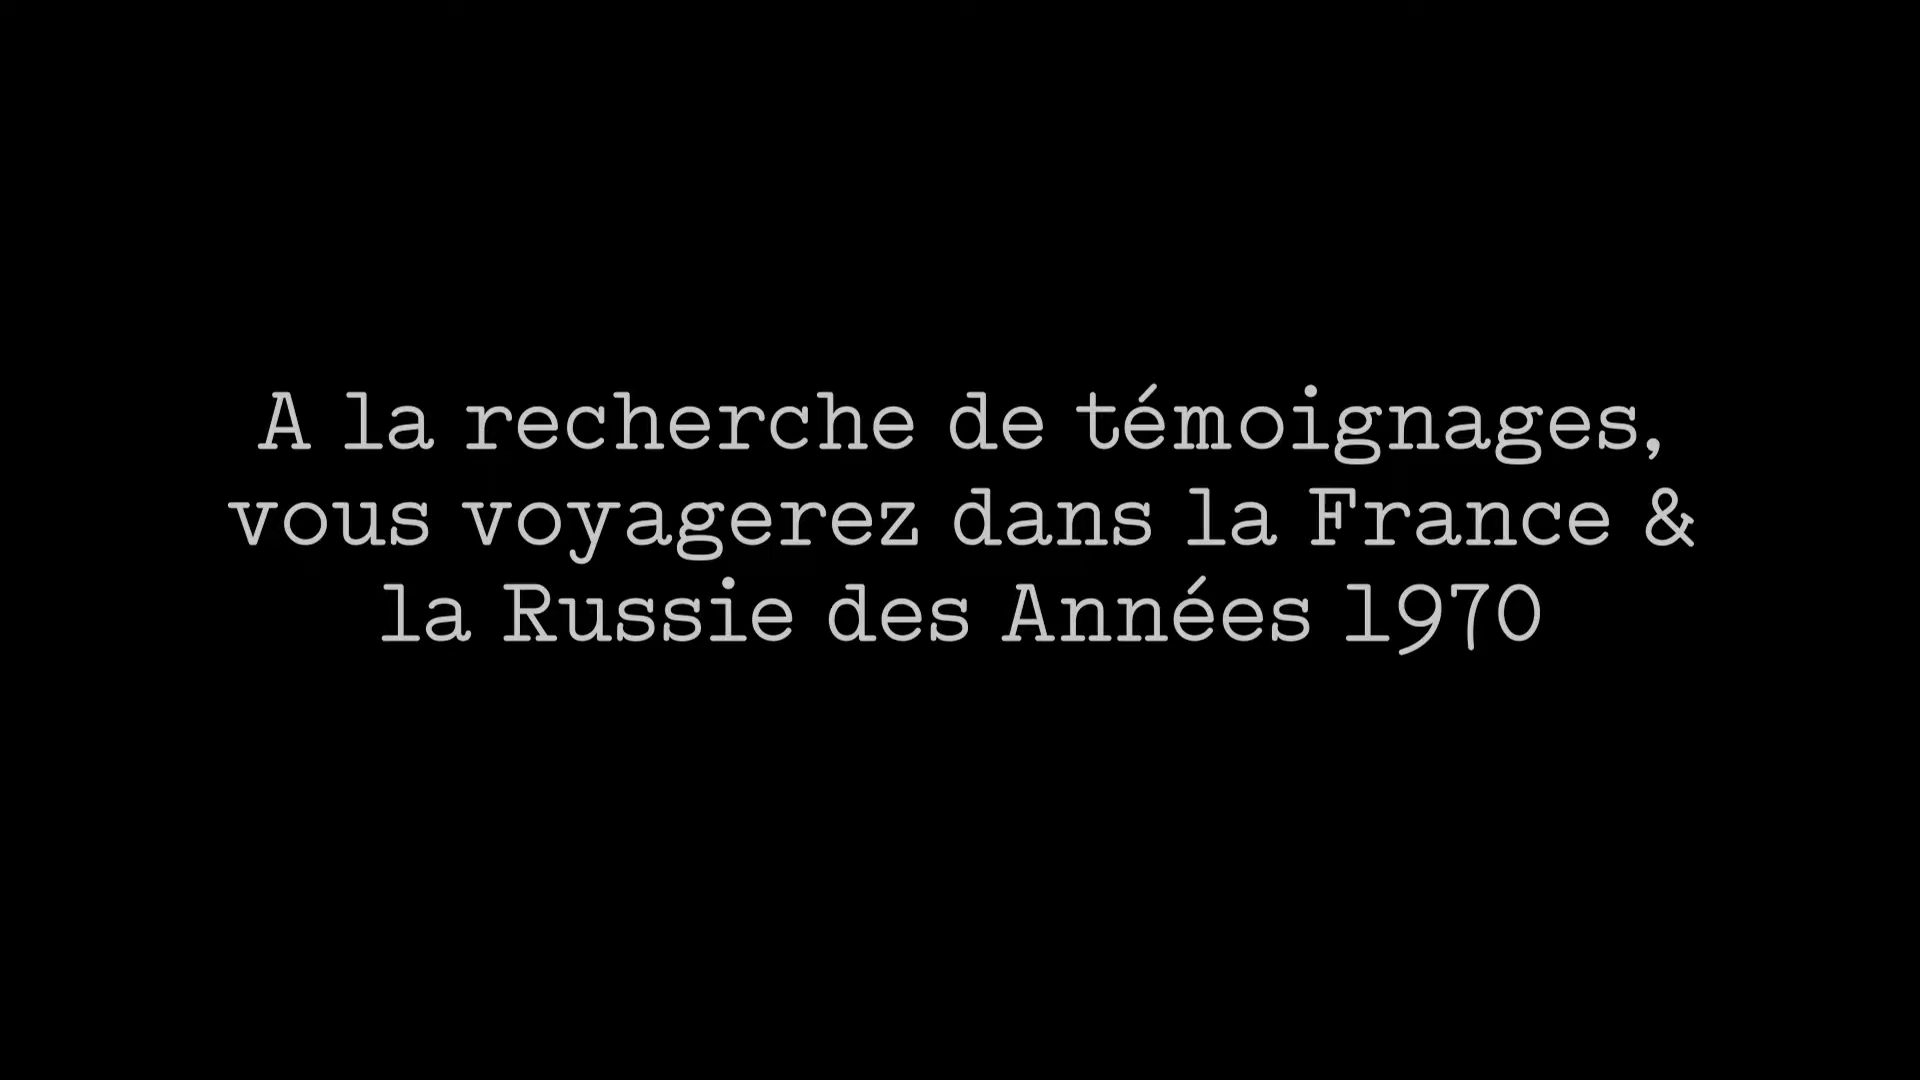 A la recherche de témoignages,
vous voyagerez dans la France &
la Russie des Années 1970